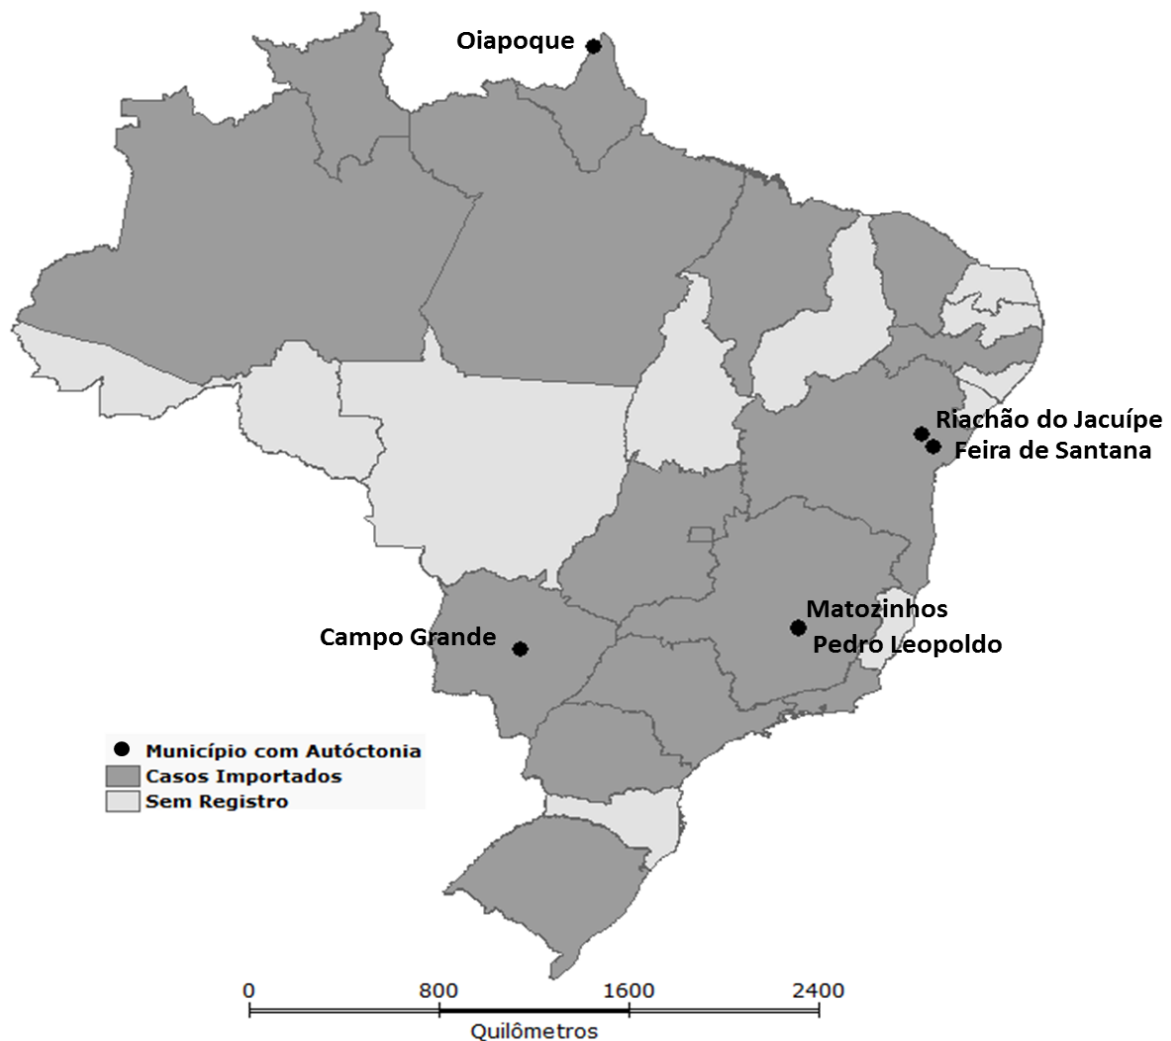 Oiapoque
Riachão do Jacuípe
Feira de Santana
Matozinhos
Campo Grande
Pedro Leopoldo
Município com Autóctonia
Casos Importados
Sem Registro
0 800 1600 2400
Quilômetros